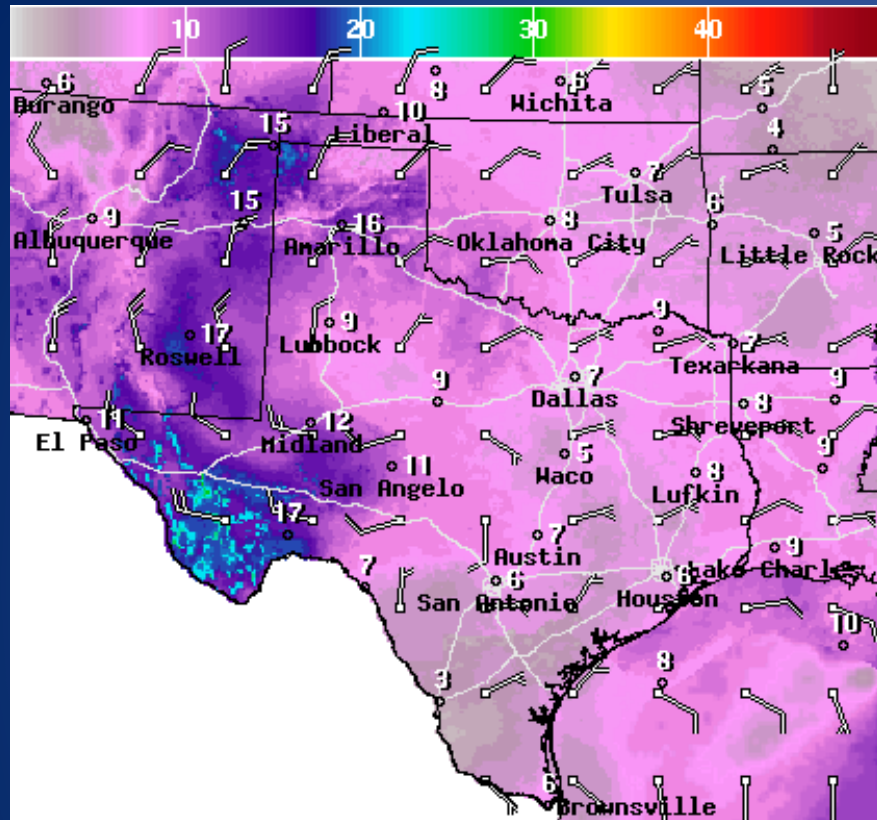 10 20 30 40
6 8 6 5
Durango Wichita
10
Liberal
15 4
7
Tulsa
15 6
9 16 8 5
Albuquerque Amarillo Oklahoma City Little Rock
17 9 9 7
Roswell Lubbock Texarkana
7
9 Dallas 8 9
11 12 Shreveport
El Paso Midland
11 5 8 9
San Angelo Waco Lufkin
17 7 9
Austin
7 6 6 Lake Charles
San Antonio Houston
10
8
3
6
Brownsville